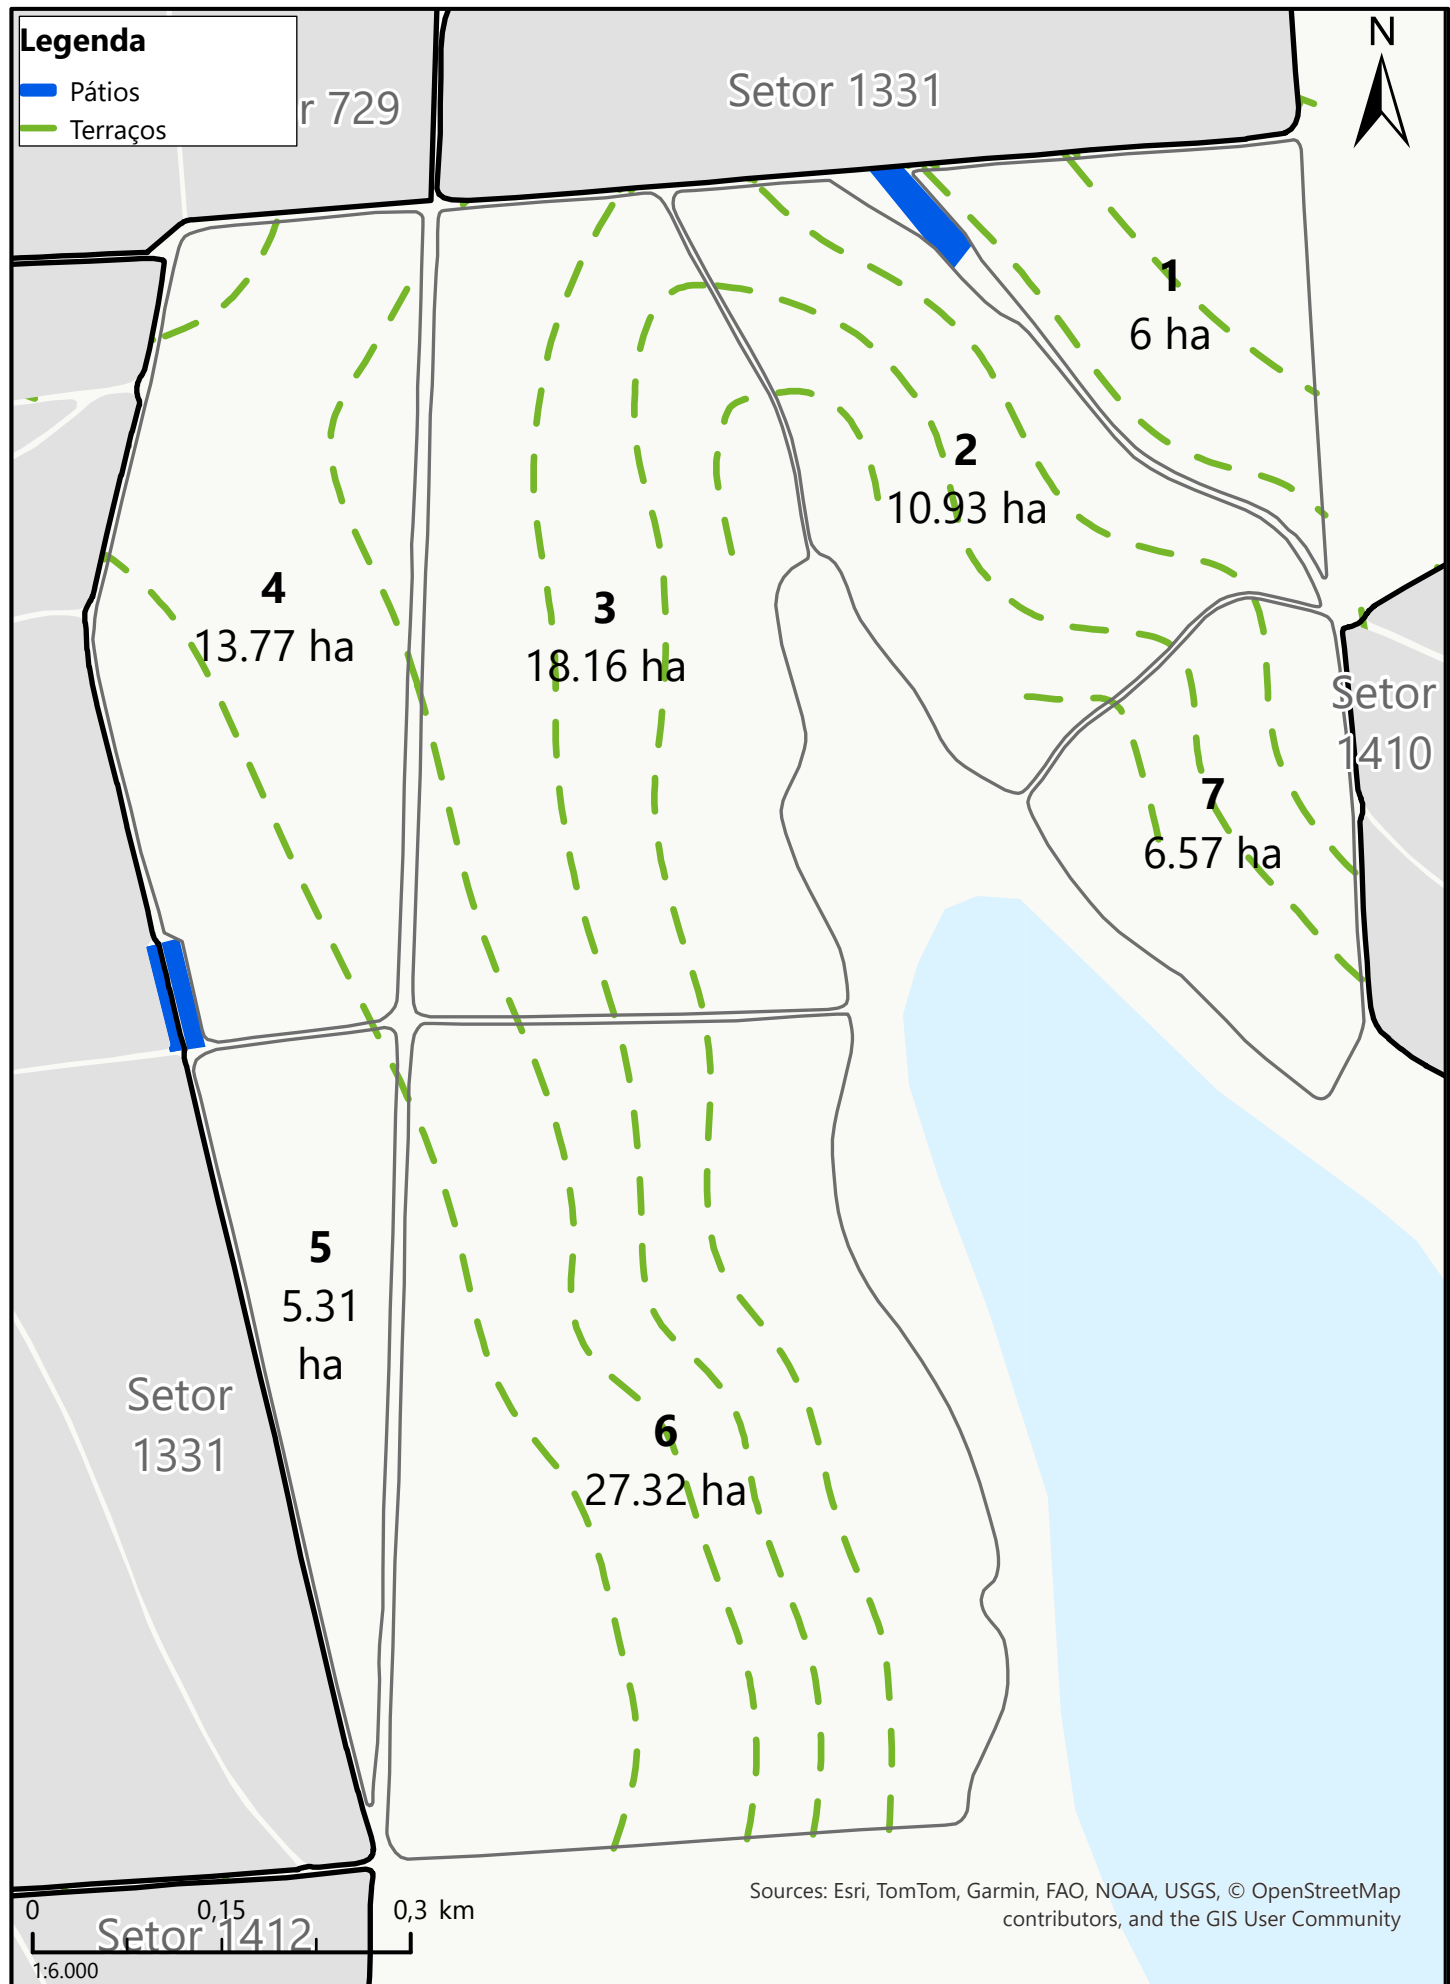 Legenda
Pátios
Terraços
r 729
Setor 1331
N
1
6 ha
2
10.93 ha
4
13.77 ha
3
18.16 ha
Setor
1410
7
6.57 ha
5
5.31
ha
Setor
1331
6
27.32 ha
Sources: Esri, TomTom, Garmin, FAO, NOAA, USGS, © OpenStreetMap
contributors, and the GIS User Community
0 0,15 0,3 km
Setor 1412
1:6.000